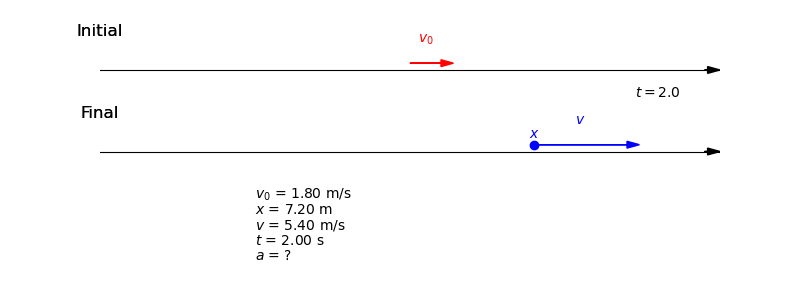 Initial
v₀
t = 2.0
Final
x
v
v₀ = 1.80 m/s
x = 7.20 m
v = 5.40 m/s
t = 2.00 s
a = ?